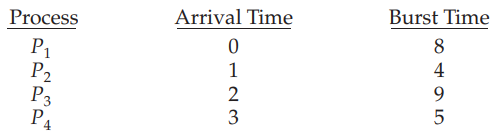 Process Arrival Time Burst Time
P1 0 8
P2 1 4
P3 2 9
P4 3 5